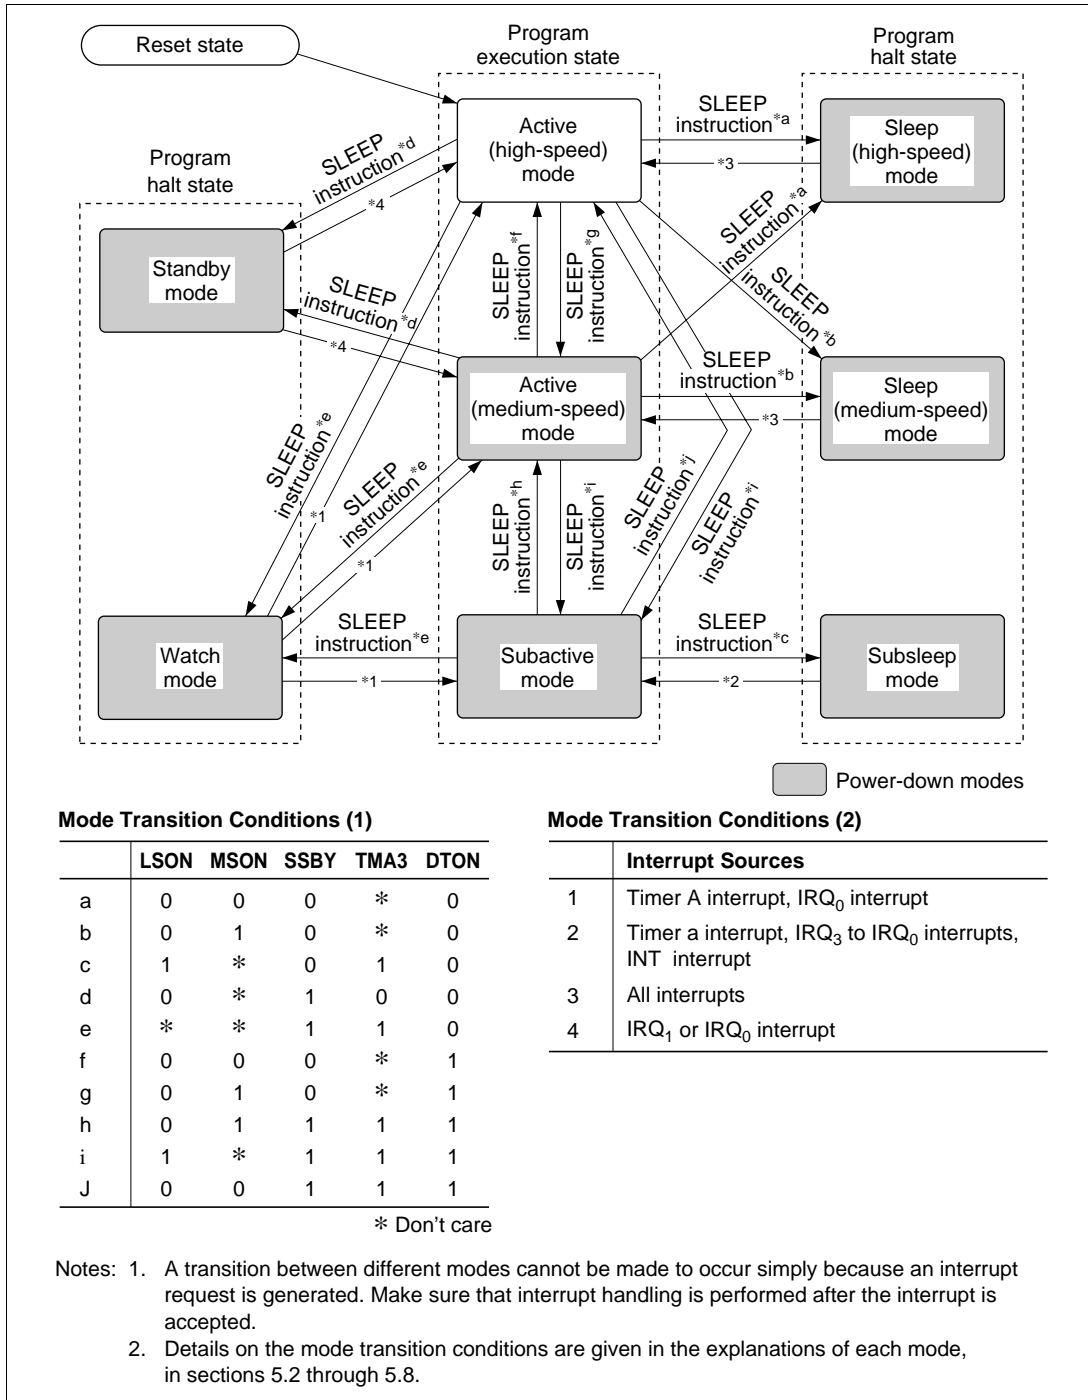 Reset state
Program
execution state
Program
halt state
Program
halt state
Active
(high-speed)
mode
SLEEP
instruction*a
*3
Sleep
(high-speed)
mode
SLEEP
instruction*d
*4
Standby
mode
SLEEP
instruction*d
*4
SLEEP
instruction*f
SLEEP
instruction*g
SLEEP
instruction*a
SLEEP
instruction*b
Active
(medium-speed)
mode
SLEEP
instruction*b
*3
Sleep
(medium-speed)
mode
SLEEP
instruction*e
*1
SLEEP
instruction*e
*1
SLEEP
instruction*h
SLEEP
instruction*i
SLEEP
instruction*j
SLEEP
instruction*i
Watch
mode
SLEEP
instruction*e
*1
Subactive
mode
SLEEP
instruction*c
*2
Subsleep
mode
Power-down modes
Mode Transition Conditions (1)
LSON MSON SSBY TMA3 DTON
a 0 0 0 * 0
b 0 1 0 * 0
c 1 * 0 1 0
d 0 * 1 0 0
e * * 1 1 0
f 0 0 0 * 1
g 0 1 0 * 1
h 0 1 1 1 1
i 1 * 1 1 1
J 0 0 1 1 1
* Don't care
Mode Transition Conditions (2)
Interrupt Sources
1 Timer A interrupt, IRQ0 interrupt
2 Timer a interrupt, IRQ3 to IRQ0 interrupts,
INT interrupt
3 All interrupts
4 IRQ1 or IRQ0 interrupt
Notes: 1. A transition between different modes cannot be made to occur simply because an interrupt
request is generated. Make sure that interrupt handling is performed after the interrupt is
accepted.
2. Details on the mode transition conditions are given in the explanations of each mode,
in sections 5.2 through 5.8.